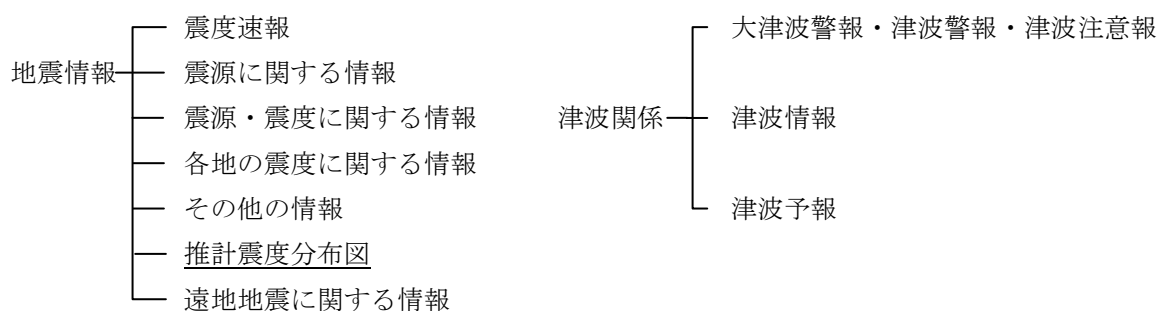 地震情報
震度速報
震源に関する情報
震源・震度に関する情報
各地の震度に関する情報
その他の情報
推計震度分布図
遠地地震に関する情報
津波関係
大津波警報・津波警報・津波注意報
津波情報
津波予報